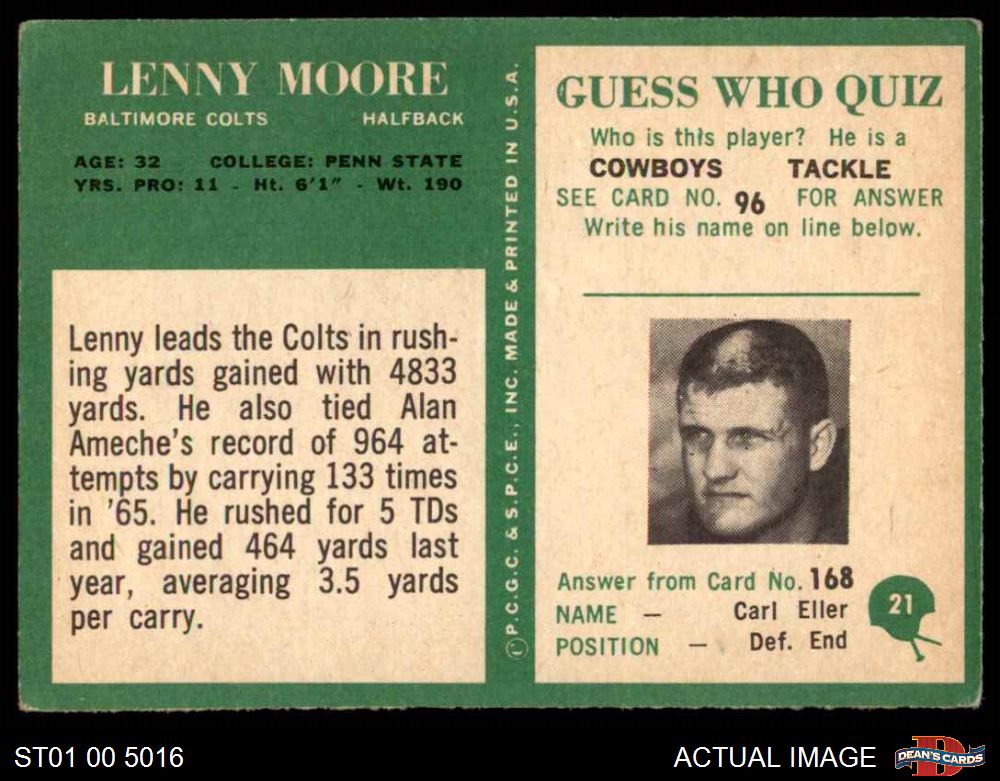 LENNY MOORE
BALTIMORE COLTS HALFBACK
AGE: 32 COLLEGE: PENN STATE
YRS. PRO: 11 - Ht. 6'1" - Wt. 190
Lenny leads the Colts in rush-
ing yards gained with 4833
yards. He also tied Alan
Ameche's record of 964 at-
tempts by carrying 133 times
in '65. He rushed for 5 TDs
and gained 464 yards last
year, averaging 3.5 yards
per carry.
©P.C.G.C. & S.P.C.E., INC. MADE & PRINTED IN U.S.A.
GUESS WHO QUIZ
Who is this player? He is a
COWBOYS TACKLE
SEE CARD NO. 96 FOR ANSWER
Write his name on line below.
Answer from Card No. 168
NAME — Carl Eller
POSITION — Def. End
21
ST01 00 5016
ACTUAL IMAGE
D
DEAN'S CARDS